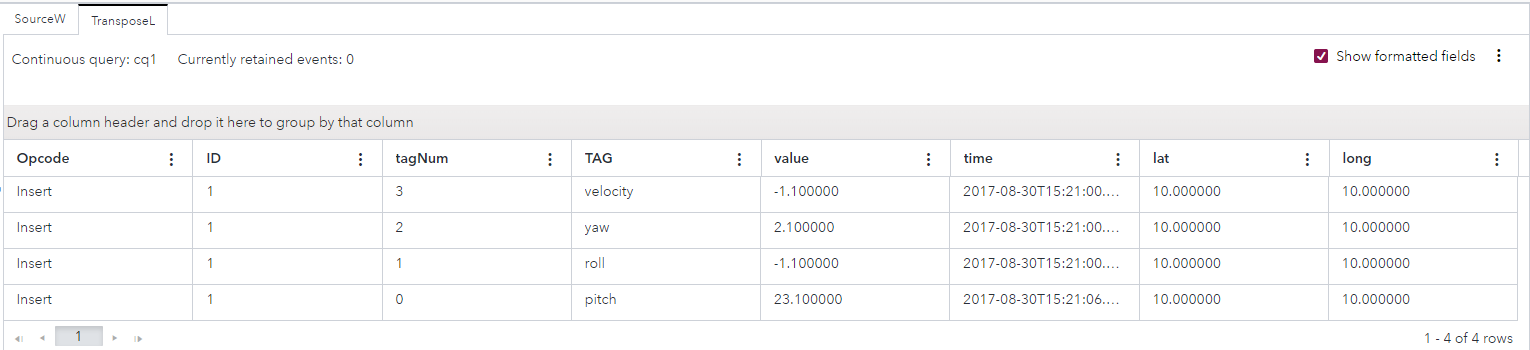 SourceW TransposeL
Continuous query: cq1 Currently retained events: 0 Show formatted fields
Drag a column header and drop it here to group by that column
Opcode ID tagNum TAG value time lat long
Insert 1 3 velocity -1.100000 2017-08-30T15:21:00.... 10.000000 10.000000
Insert 1 2 yaw 2.100000 2017-08-30T15:21:00.... 10.000000 10.000000
Insert 1 1 roll -1.100000 2017-08-30T15:21:00.... 10.000000 10.000000
Insert 1 0 pitch 23.100000 2017-08-30T15:21:06.... 10.000000 10.000000
1 1 - 4 of 4 rows